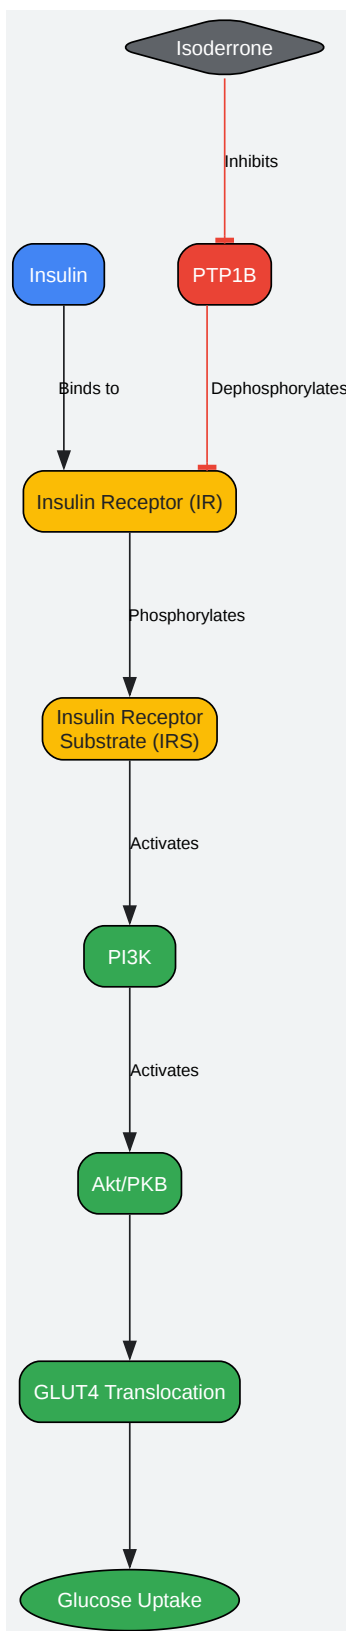 Isoderrone
Inhibits
Insulin
PTP1B
Binds to
Dephosphorylates
Insulin Receptor (IR)
Phosphorylates
Insulin Receptor
Substrate (IRS)
Activates
PI3K
Activates
Akt/PKB
GLUT4 Translocation
Glucose Uptake